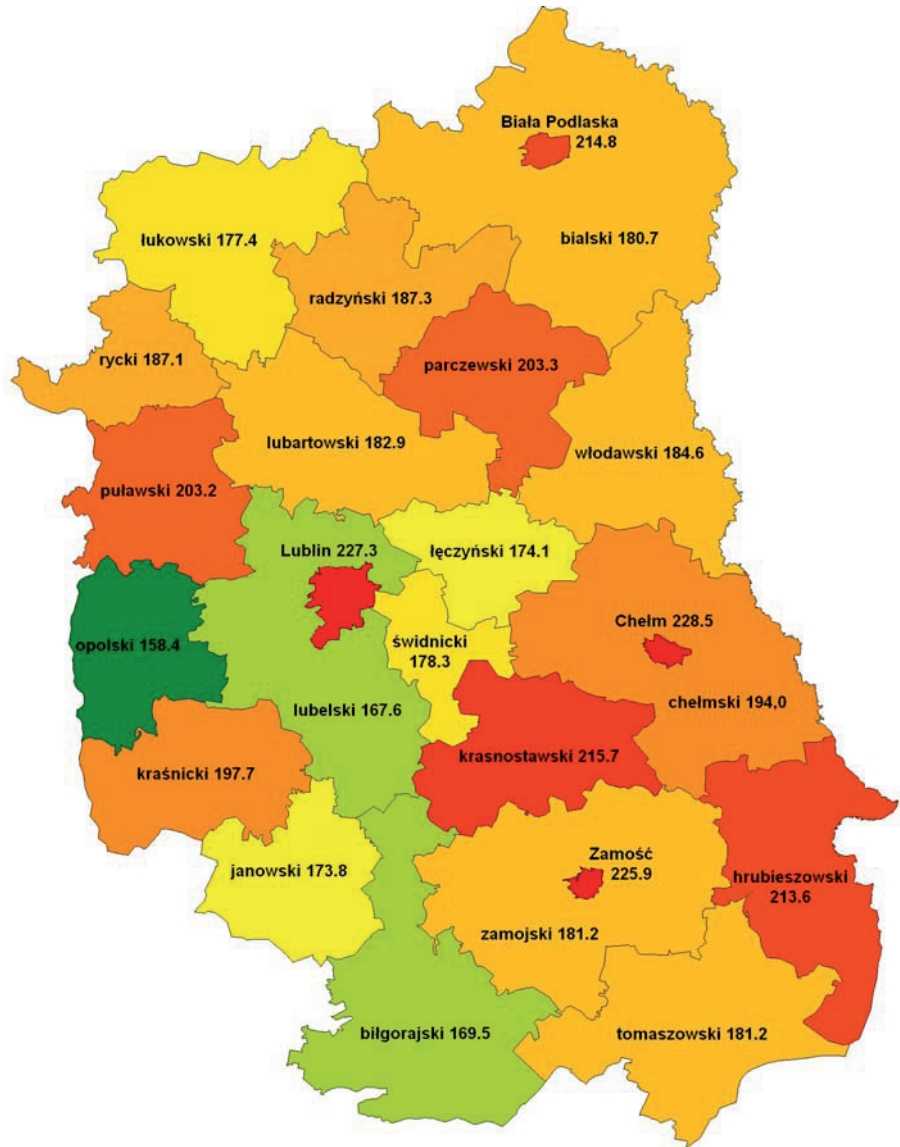 Biała Podlaska
214.8
łukowski 177.4
bialski 180.7
radzyński 187.3
rycki 187.1
parczewski 203.3
lubartowski 182.9
włodawski 184.6
puławski 203.2
Lublin 227.3
łęczyński 174.1
opolski 158.4
świdnicki
178.3
Chełm 228.5
lubelski 167.6
chełmski 194,0
kraśnicki 197.7
krasnostawski 215.7
janowski 173.8
Zamość
225.9
hrubieszowski
213.6
zamojski 181.2
biłgorajski 169.5
tomaszowski 181.2